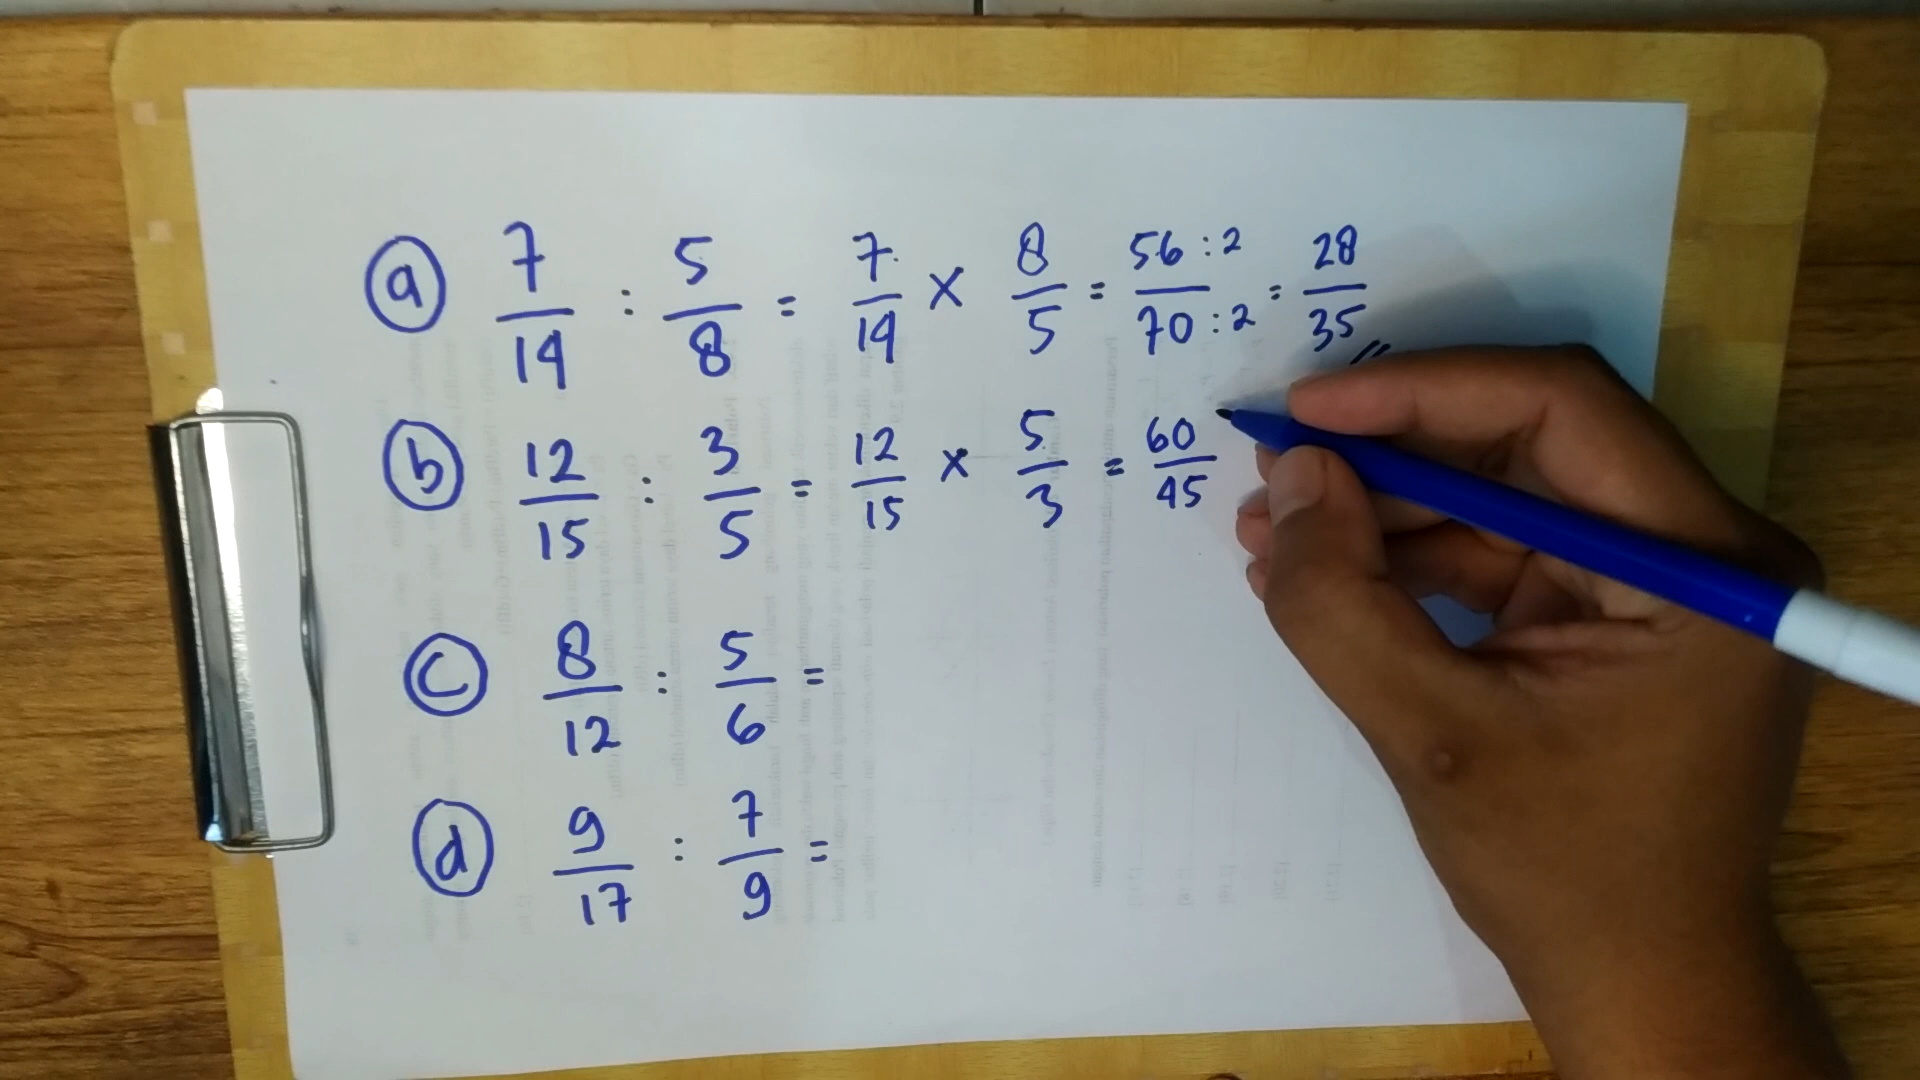 a 7/14 : 5/8 = 7/14 × 8/5 = 56:2/70:2 = 28/35 //
b 12/15 : 3/5 = 12/15 × 5/3 = 60/45
c 8/12 : 5/6 =
d 9/17 : 7/9 =